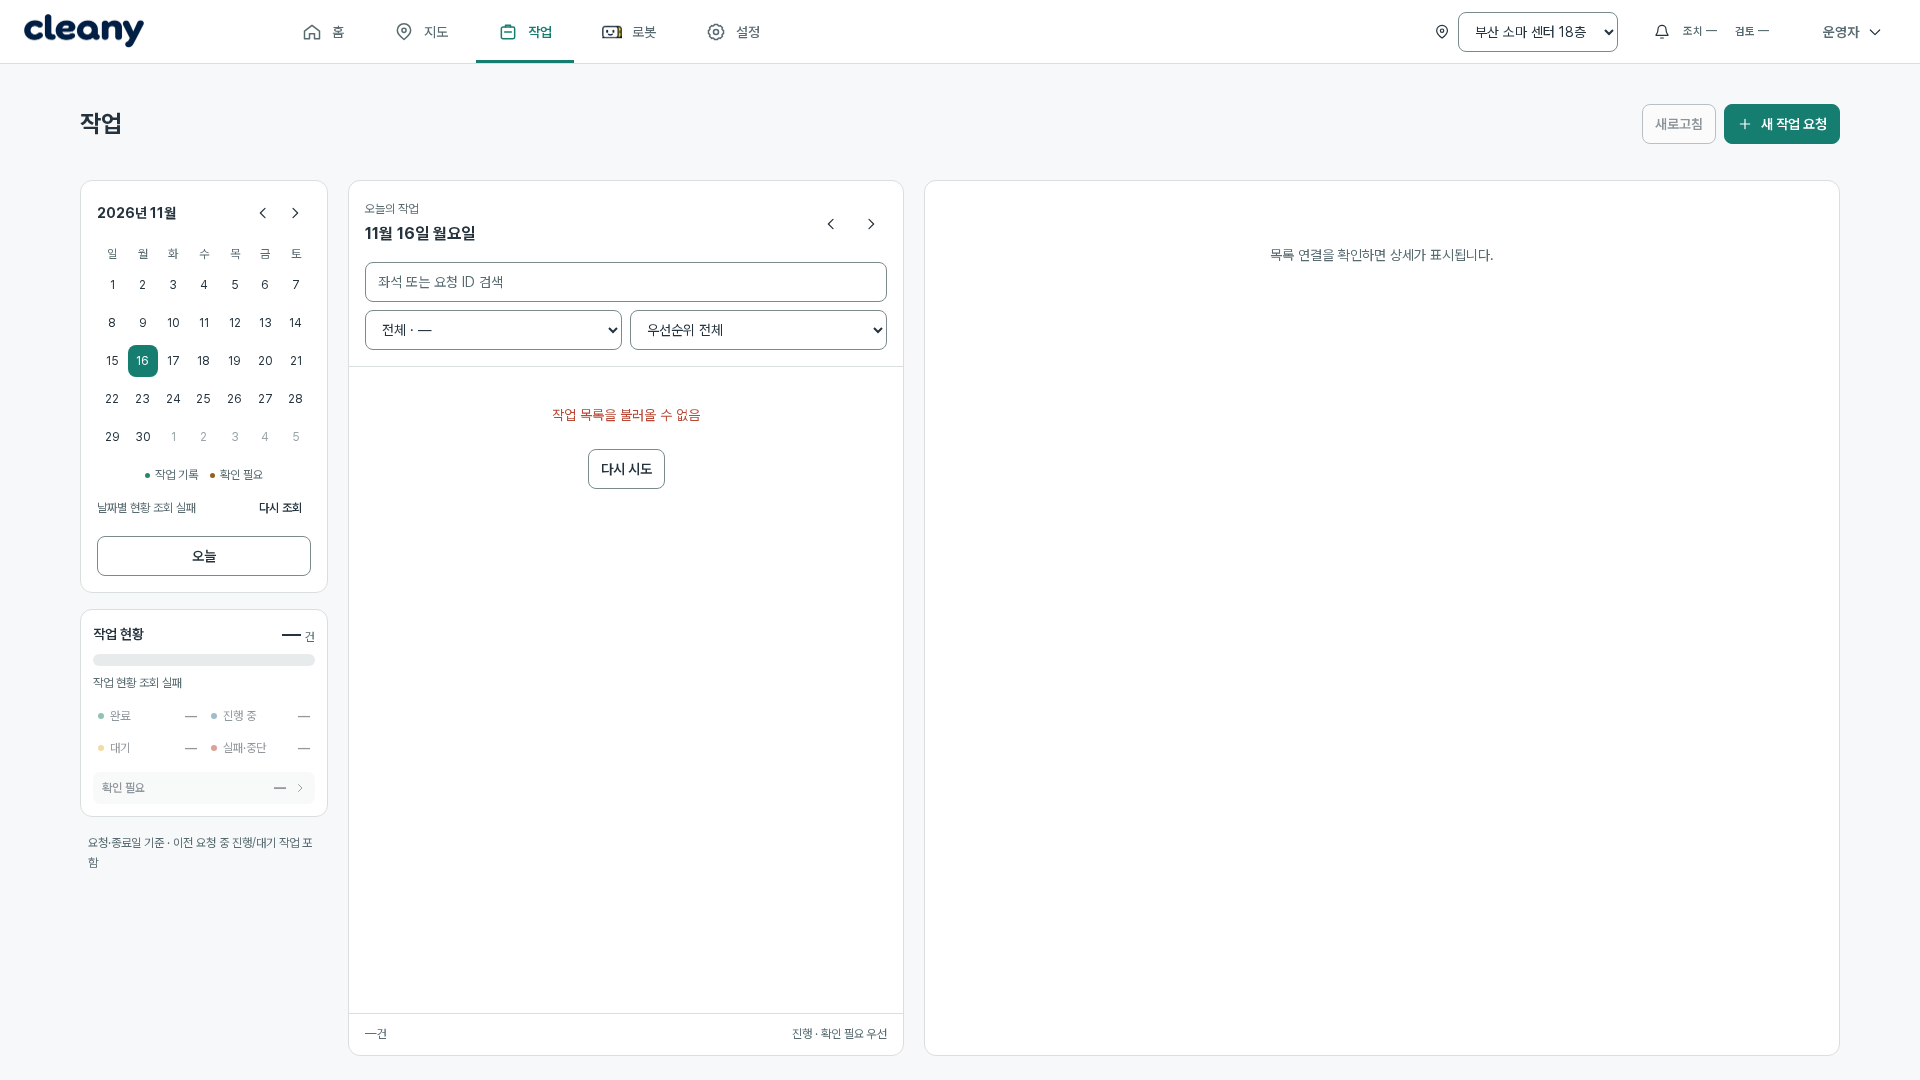 cleany
홈
지도
작업
로봇
설정
부산 소마 센터 18층
조치 —
검토 —
운영자
작업
새로고침
새 작업 요청
2026년 11월
일 월 화 수 목 금 토
1 2 3 4 5 6 7
8 9 10 11 12 13 14
15 16 17 18 19 20 21
22 23 24 25 26 27 28
29 30 1 2 3 4 5
작업 기록
확인 필요
날짜별 현황 조회 실패
다시 조회
오늘
작업 현황
— 건
작업 현황 조회 실패
완료 —
진행 중 —
대기 —
실패·중단 —
확인 필요 —
요청·종료일 기준 · 이전 요청 중 진행/대기 작업 포
함
오늘의 작업
11월 16일 월요일
좌석 또는 요청 ID 검색
전체 · —
우선순위 전체
작업 목록을 불러올 수 없음
다시 시도
—건
진행 · 확인 필요 우선
목록 연결을 확인하면 상세가 표시됩니다.